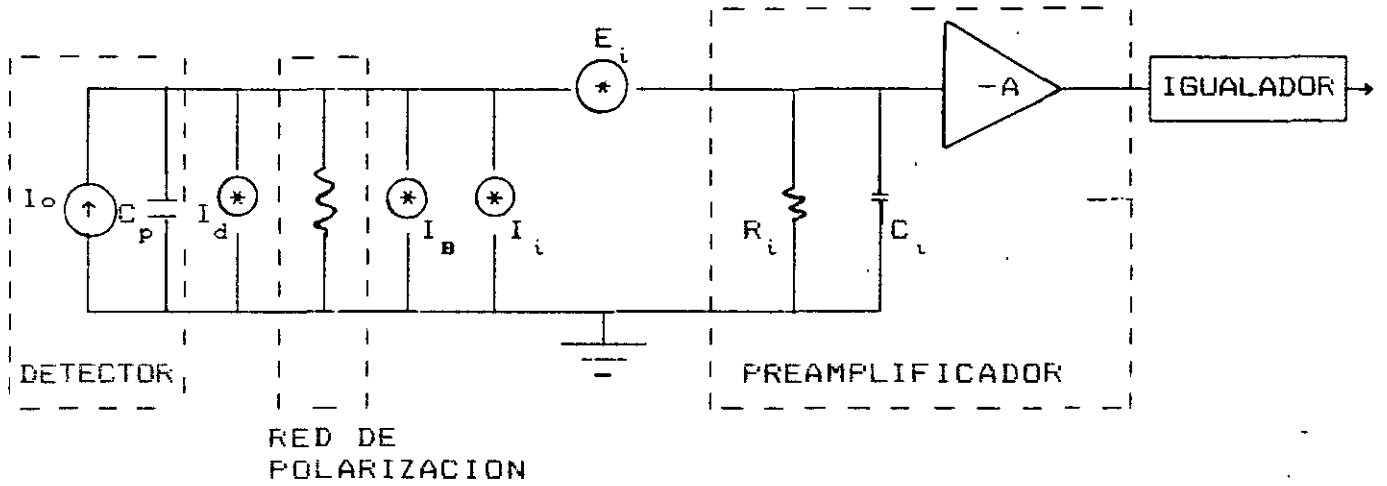 E i
-A
IGUALADOR
Io
C p
I d
I B
I i
R i
C i
DETECTOR
PREAMPLIFICADOR
RED DE
POLARIZACION